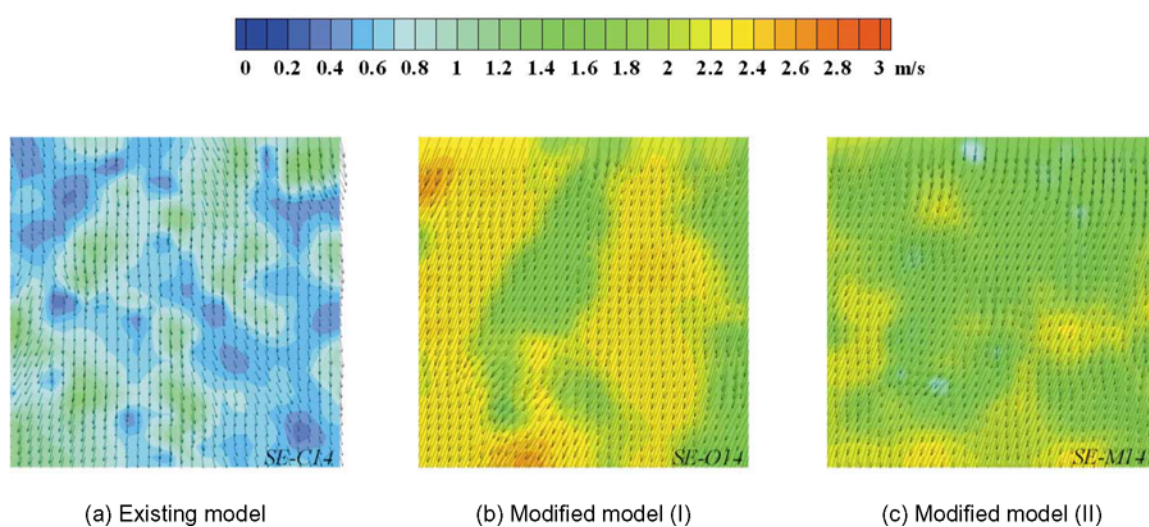 0 0.2 0.4 0.6 0.8 1 1.2 1.4 1.6 1.8 2 2.2 2.4 2.6 2.8 3 m/s
SE-C14 SE-O14 SE-M14
(a) Existing model (b) Modified model (I) (c) Modified model (II)